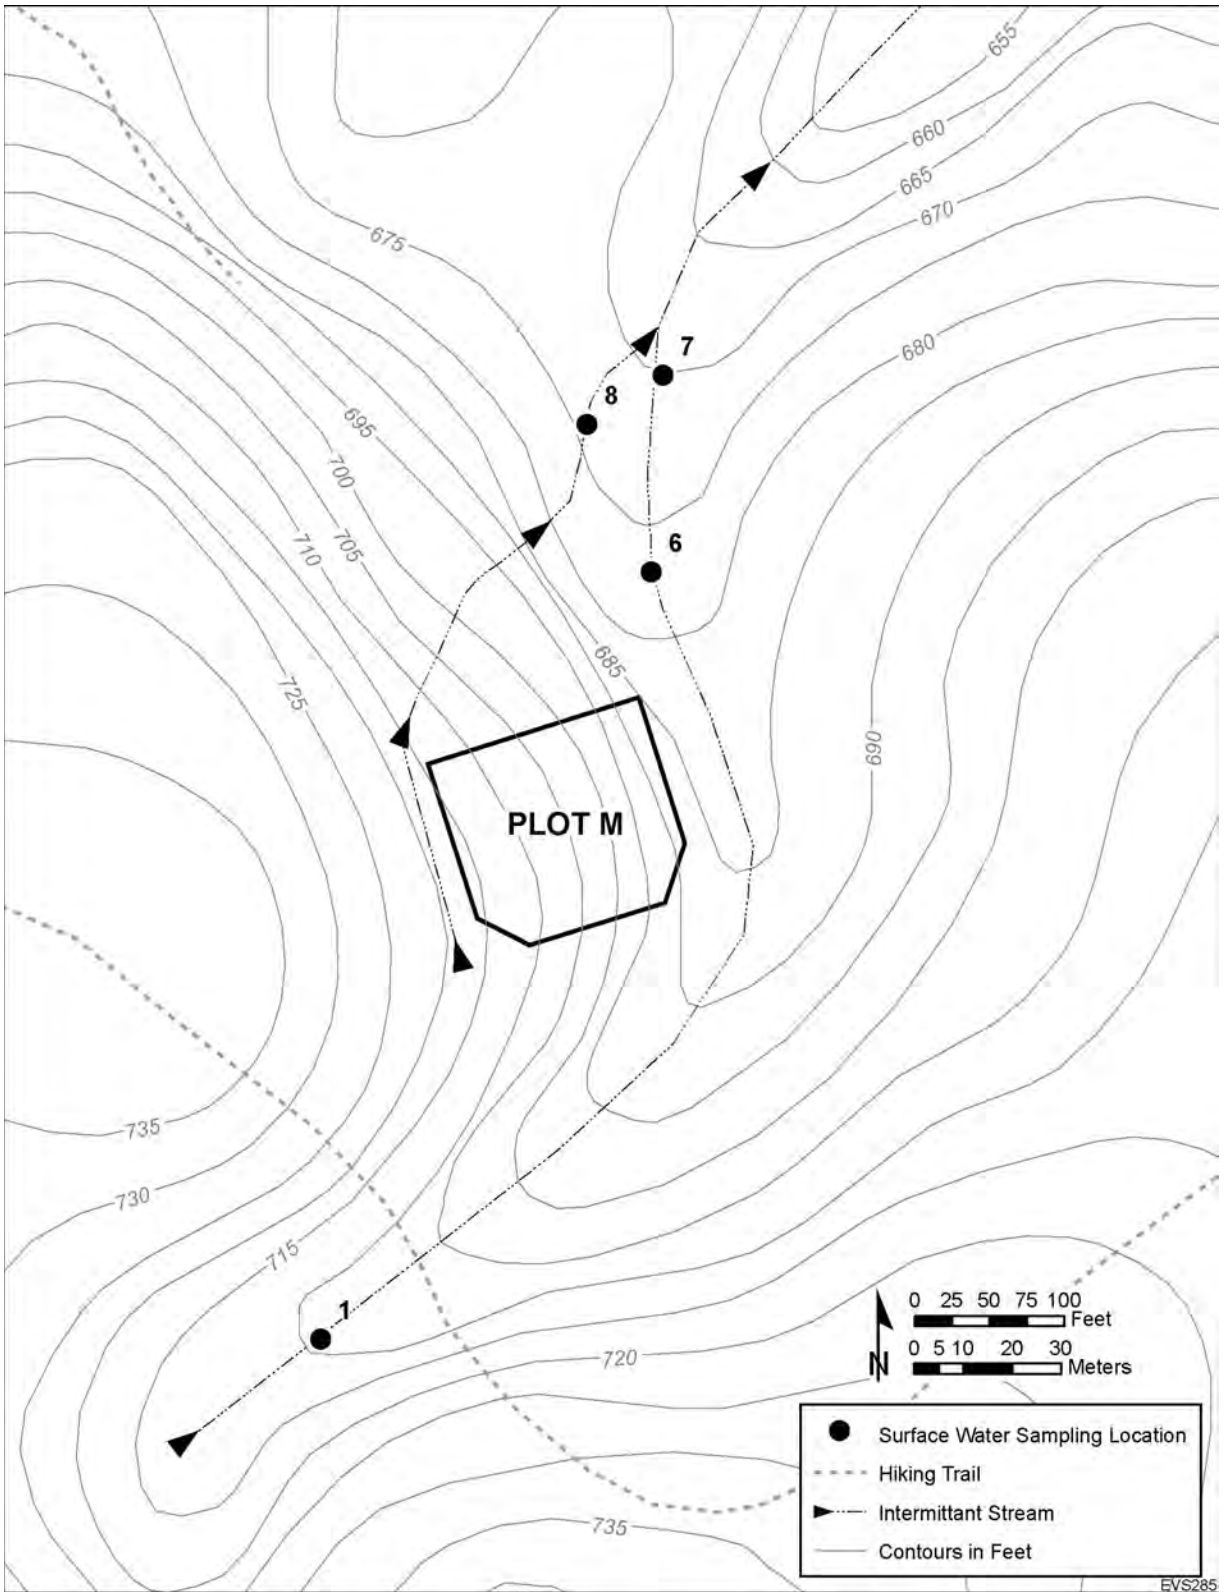 655
660
665
670
675
7
680
8
695
700
6
710
705
685
725
690
PLOT M
735
730
715
1
0 25 50 75 100
Feet
720
0 5 10 20 30
N
Meters
Surface Water Sampling Location
Hiking Trail
Intermittant Stream
735
Contours in Feet
EVS285